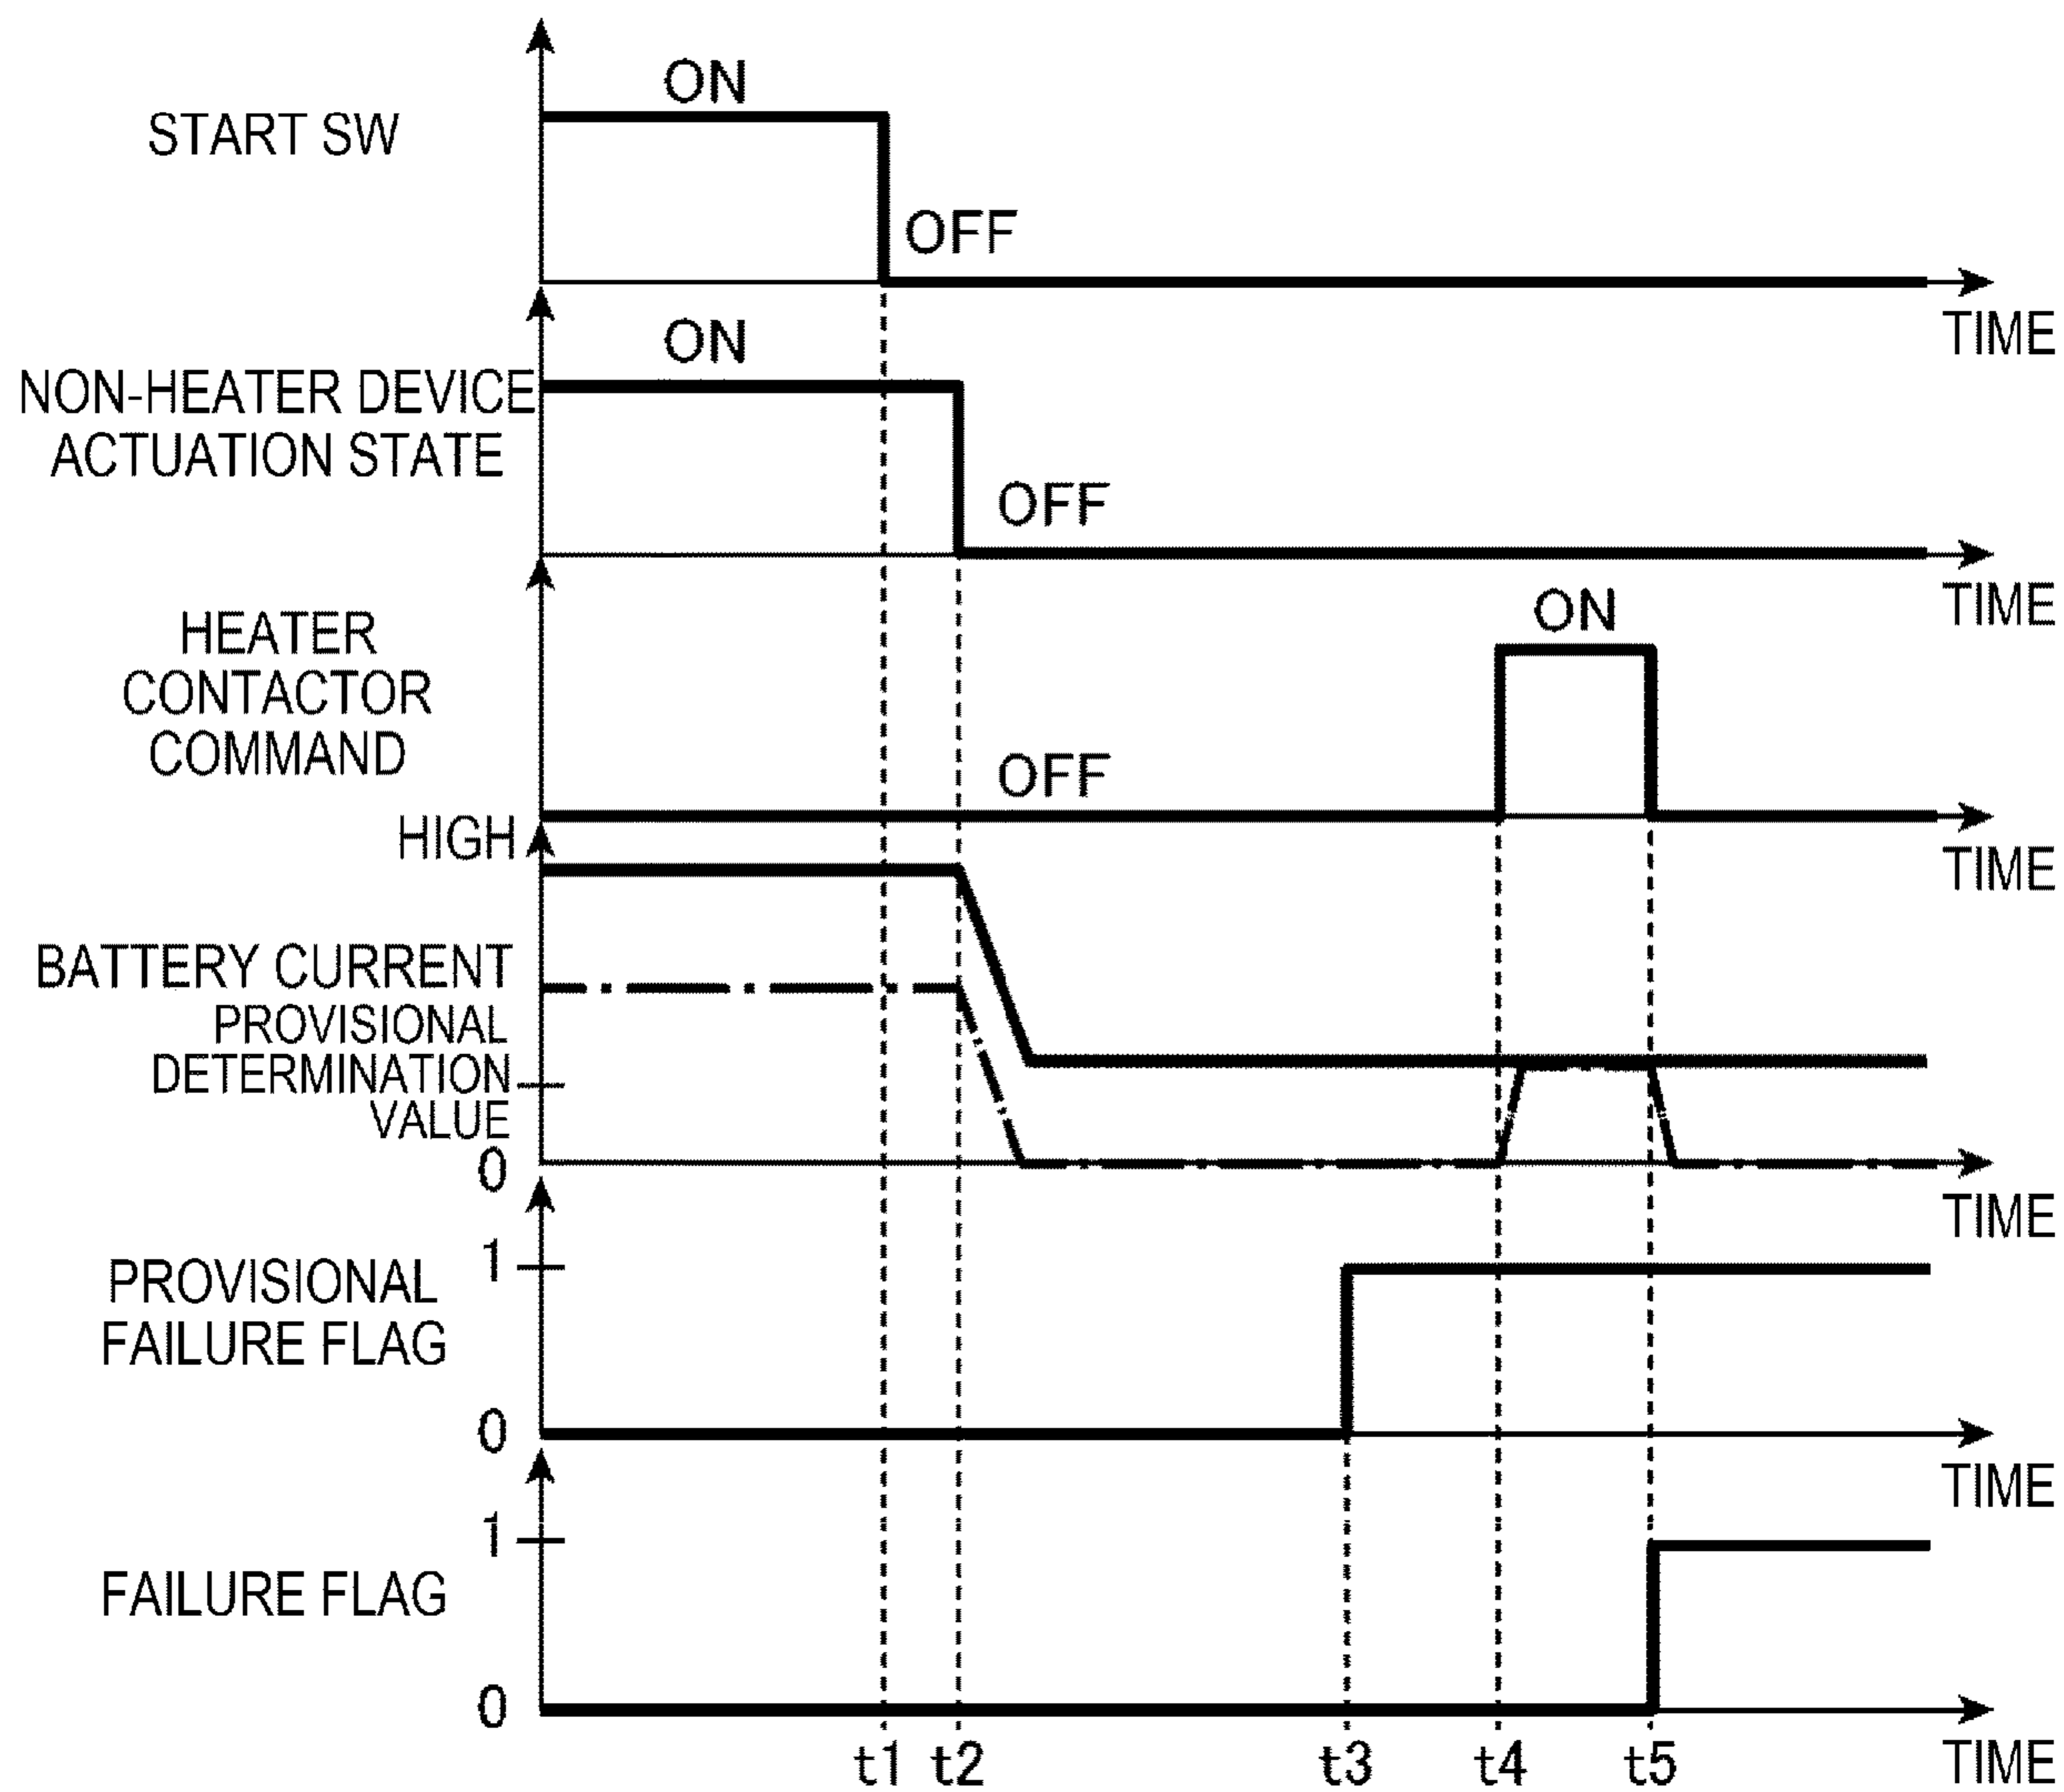 ON
START SW
OFF
TIME
ON
NON-HEATER DEVICE
ACTUATION STATE
OFF
TIME
ON
HEATER
CONTACTOR
COMMAND
OFF
HIGH
TIME
BATTERY CURRENT
PROVISIONAL
DETERMINATION
VALUE
0
TIME
1
PROVISIONAL
FAILURE FLAG
0
TIME
1
FAILURE FLAG
0
t1 t2 t3 t4 t5 TIME